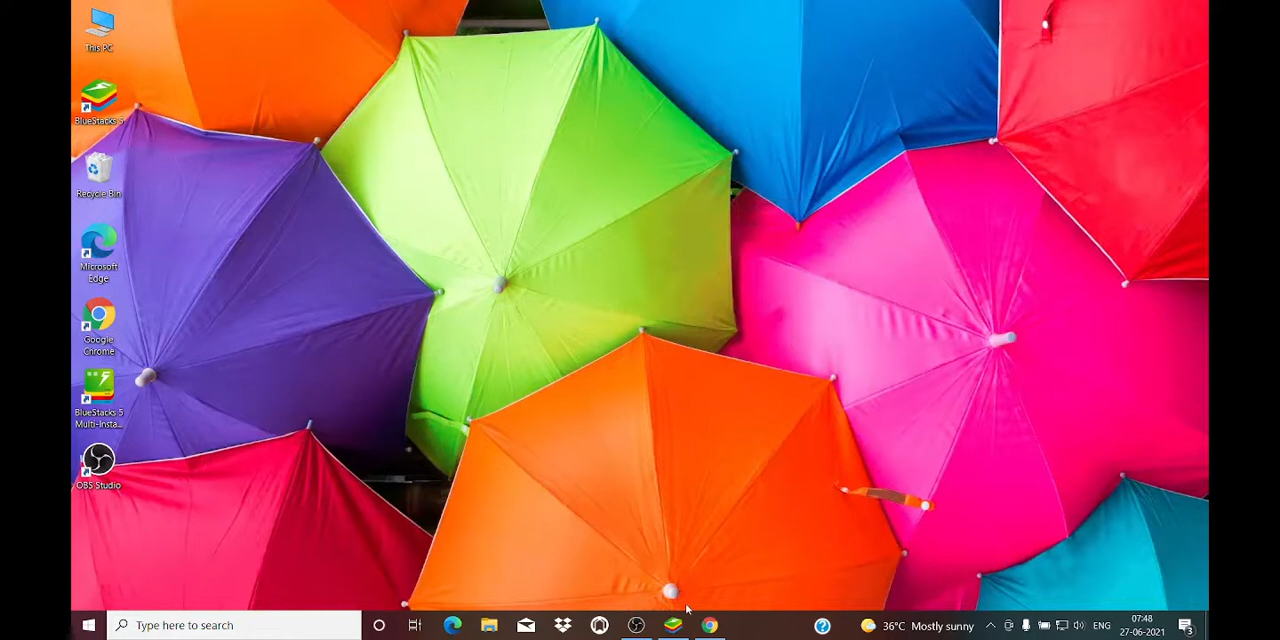 This PC
BlueStacks 5
Recycle Bin
Microsoft
Edge
Google
Chrome
BlueStacks 5
Multi-Insta...
OBS Studio
Type here to search
36°C Mostly sunny
ENG
07:48
27-06-2021
3